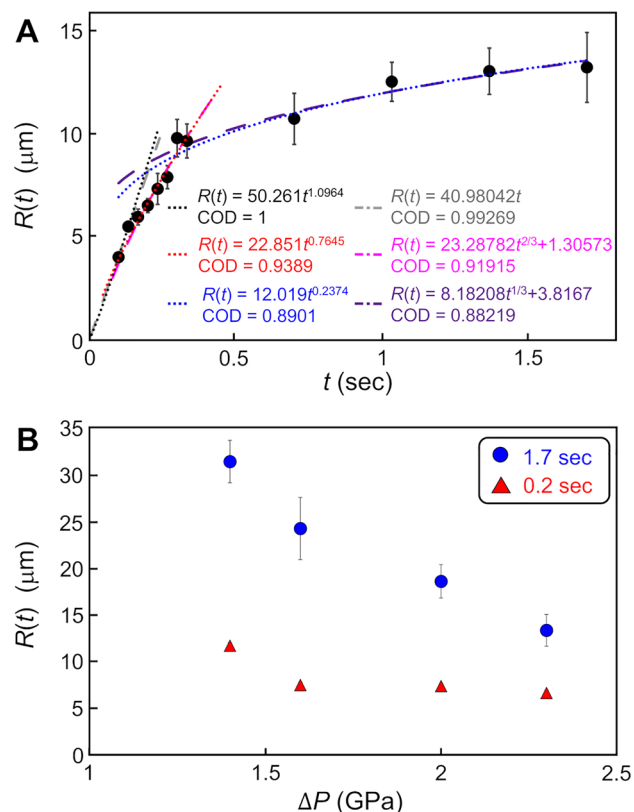 A
15
10
5
0
R(t) (μm)
R(t) = 50.261t^1.0964
COD = 1
R(t) = 40.98042t
COD = 0.99269
R(t) = 22.851t^0.7645
COD = 0.9389
R(t) = 23.28782t^2/3+1.30573
COD = 0.91915
R(t) = 12.019t^0.2374
COD = 0.8901
R(t) = 8.18208t^1/3+3.8167
COD = 0.88219
0 0.5 1 1.5
t (sec)
B
35
30
25
20
15
10
5
0
R(t) (μm)
1.7 sec
0.2 sec
1 1.5 2 2.5
ΔP (GPa)